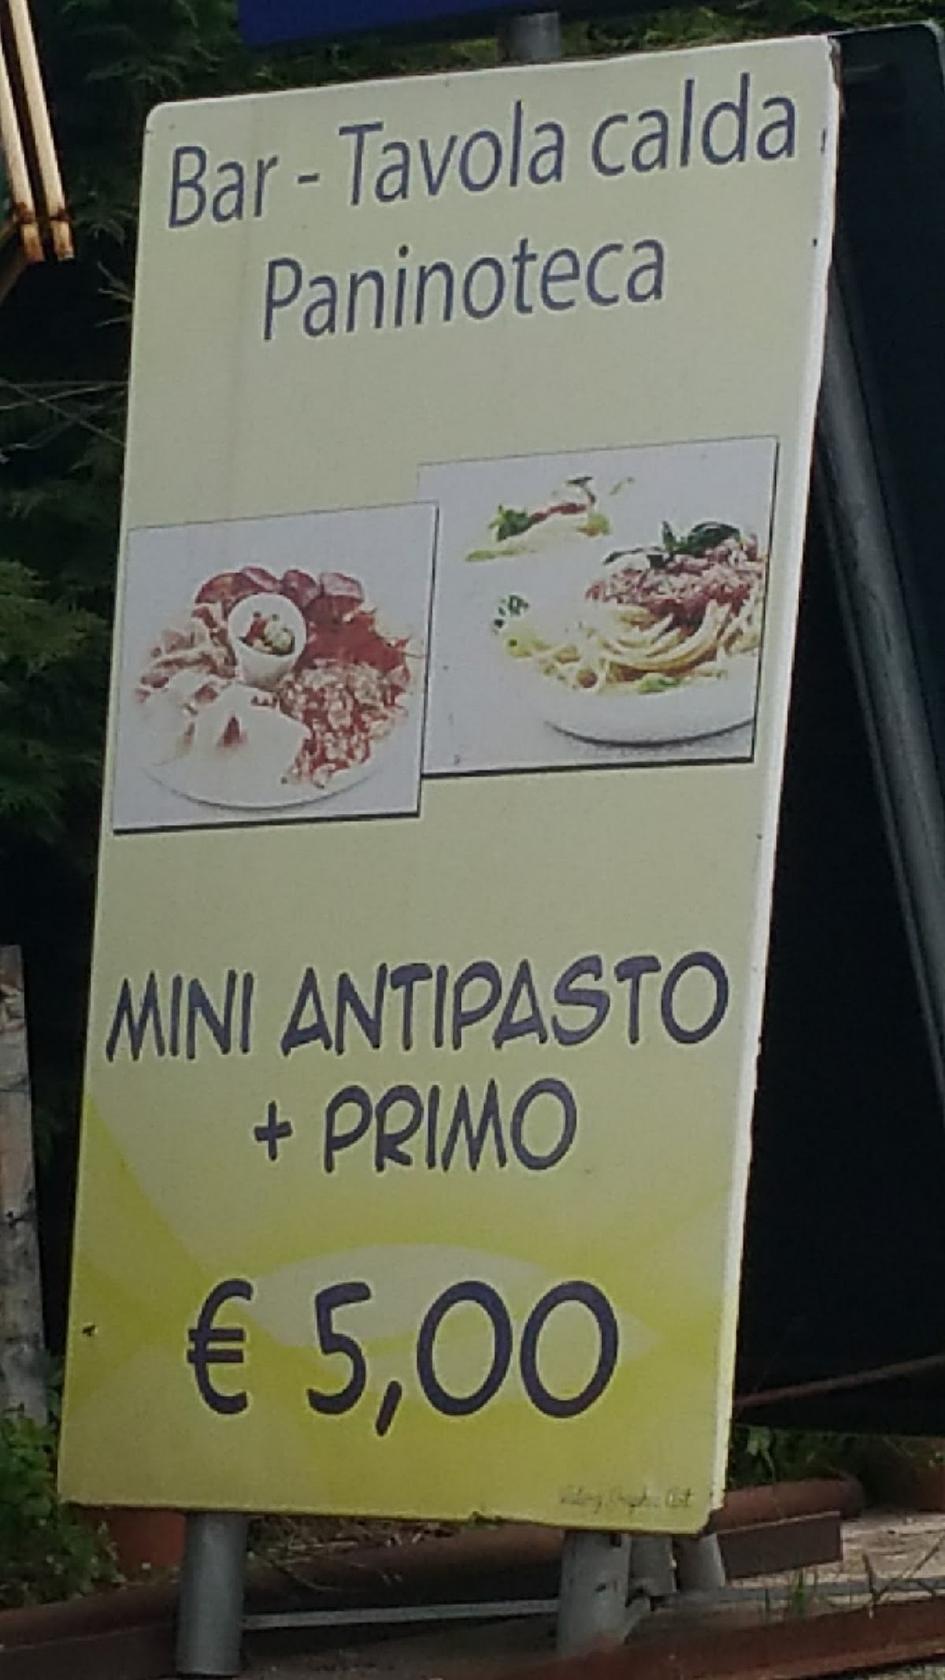 Bar - Tavola calda
Paninoteca
MINI ANTIPASTO
+ PRIMO
€ 5,00